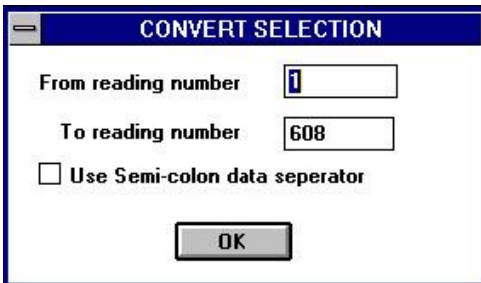 CONVERT SELECTION
From reading number 1
To reading number 608
Use Semi-colon data seperator
OK